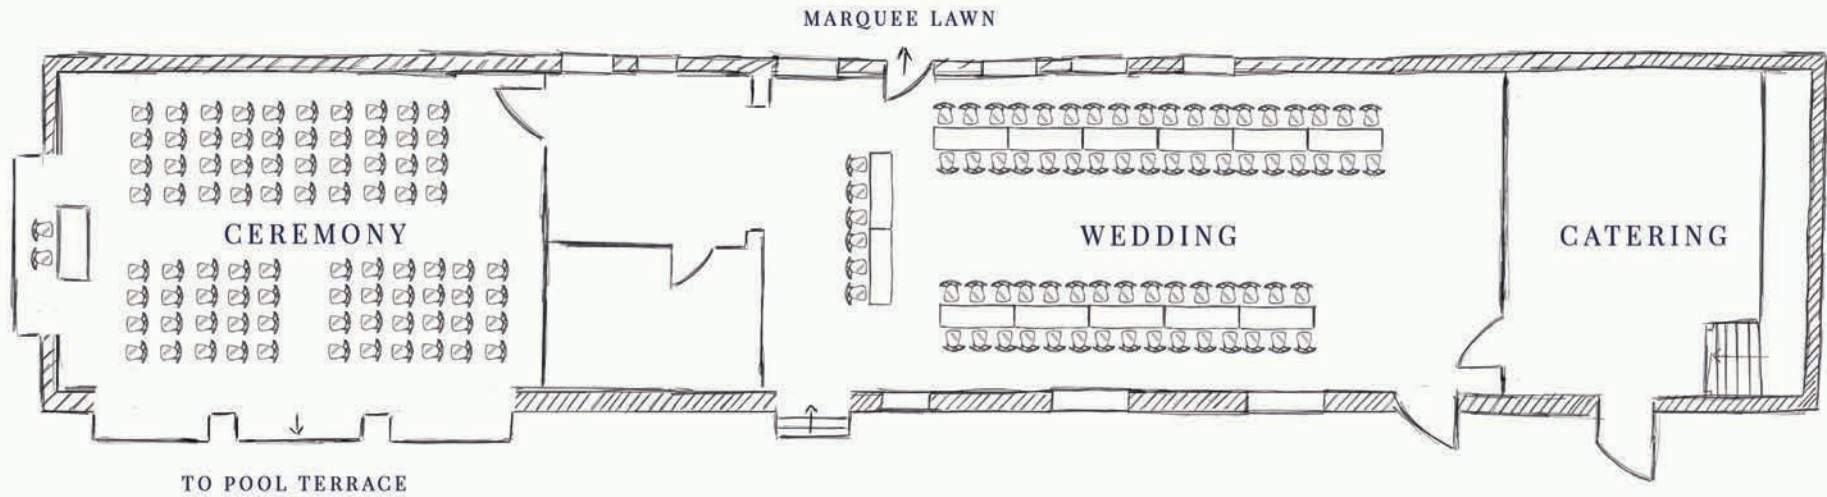 MARQUEE LAWN
CEREMONY
WEDDING
CATERING
TO POOL TERRACE